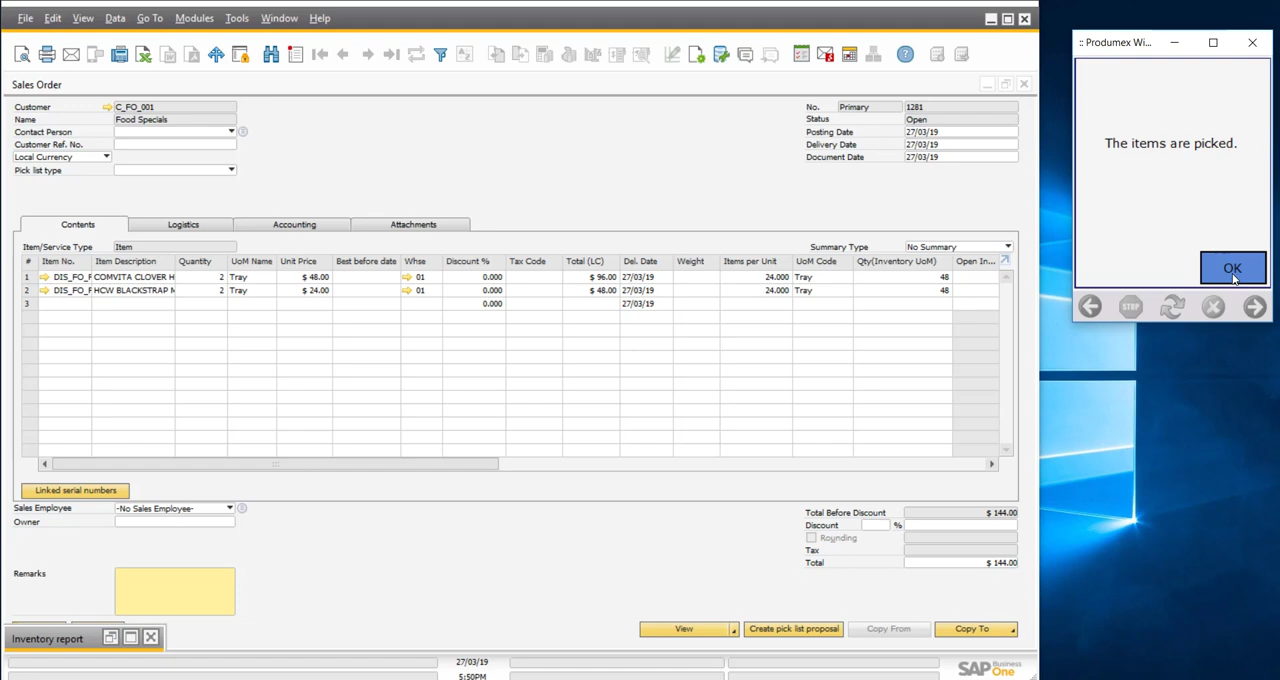 File Edit View Data Go To Modules Tools Window Help
Sales Order
Customer C_FO_001
Name Food Specials
Contact Person
Customer Ref. No.
Local Currency
Pick list type
No. Primary 1281
Status Open
Posting Date 27/03/19
Delivery Date 27/03/19
Document Date 27/03/19
Contents Logistics Accounting Attachments
Item/Service Type Item Summary Type No Summary
# Item No. Item Description Quantity UoM Name Unit Price Best before date Whse Discount % Tax Code Total (LC) Del. Date Weight Items per Unit UoM Code Qty(Inventory UoM) Open In...
1 DIS_FO_F COMVITA CLOVER H 2 Tray $ 48.00 01 0.000 $ 96.00 27/03/19 24.000 Tray 48
2 DIS_FO_F HCW BLACKSTRAP M 2 Tray $ 24.00 01 0.000 $ 48.00 27/03/19 24.000 Tray 48
3 0.000 27/03/19
Linked serial numbers
Sales Employee -No Sales Employee-
Owner
Remarks
Total Before Discount $ 144.00
Discount %
Rounding
Tax
Total $ 144.00
View Create pick list proposal Copy From Copy To
Inventory report
27/03/19
5:50PM
SAP Business One
:: Produmex Wi...
The items are picked.
OK
STOP